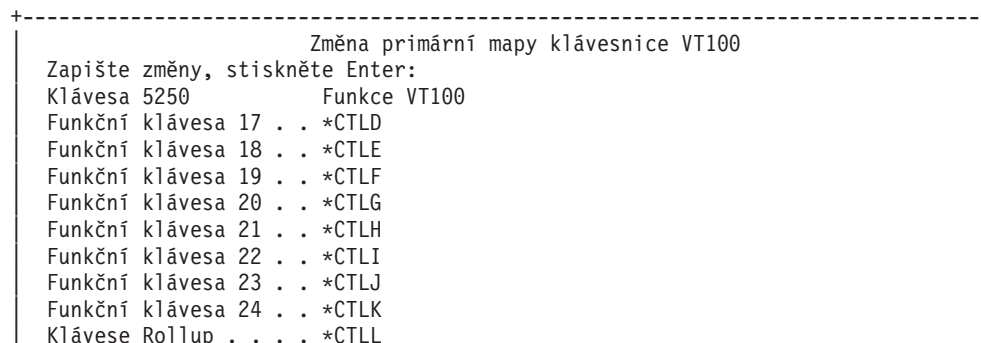 Změna primární mapy klávesnice VT100
Zapište změny, stiskněte Enter:
Klávesa 5250 Funkce VT100
Funkční klávesa 17 . . *CTLD
Funkční klávesa 18 . . *CTLE
Funkční klávesa 19 . . *CTLF
Funkční klávesa 20 . . *CTLG
Funkční klávesa 21 . . *CTLH
Funkční klávesa 22 . . *CTLI
Funkční klávesa 23 . . *CTLJ
Funkční klávesa 24 . . *CTLK
Klávese Rollup . . . . *CTLL